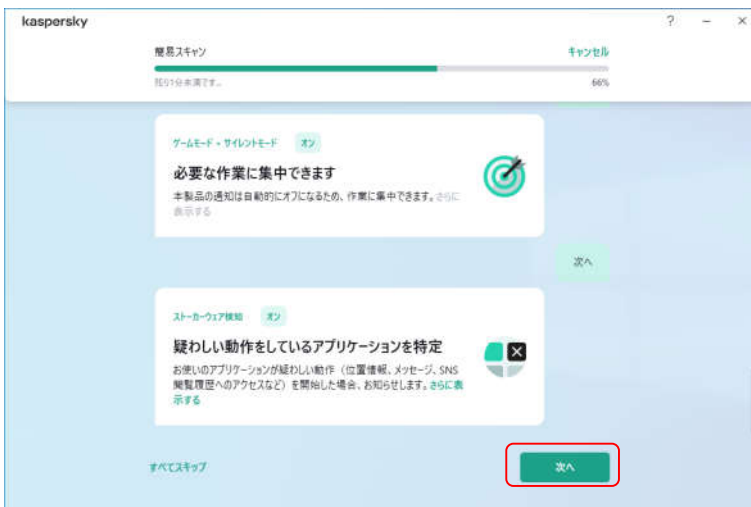 kaspersky
? − ×
簡易スキャン
キャンセル
残り1分未満です。
66%
ゲームモード・サイレントモード オン
必要な作業に集中できます
本製品の通知は自動的にオフになるため、作業に集中できます。さらに
表示する
次へ
ストーカーウェア検知 オン
疑わしい動作をしているアプリケーションを特定
お使いのアプリケーションが疑わしい動作（位置情報、メッセージ、SNS
閲覧履歴へのアクセスなど）を開始した場合、お知らせします。さらに表
示する
すべてスキップ
次へ